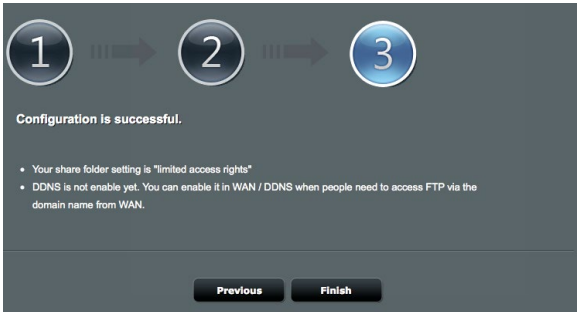 1 2 3
Configuration is successful.
Your share folder setting is "limited access rights"
DDNS is not enable yet. You can enable it in WAN / DDNS when people need to access FTP via the
domain name from WAN.
Previous Finish